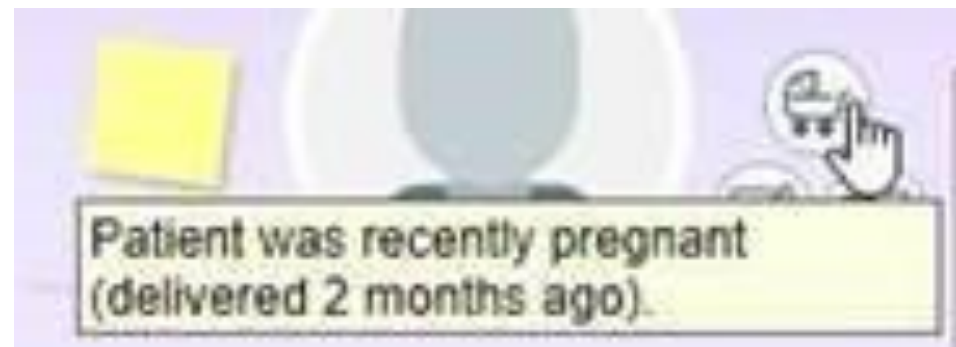 Patient was recently pregnant
(delivered 2 months ago).